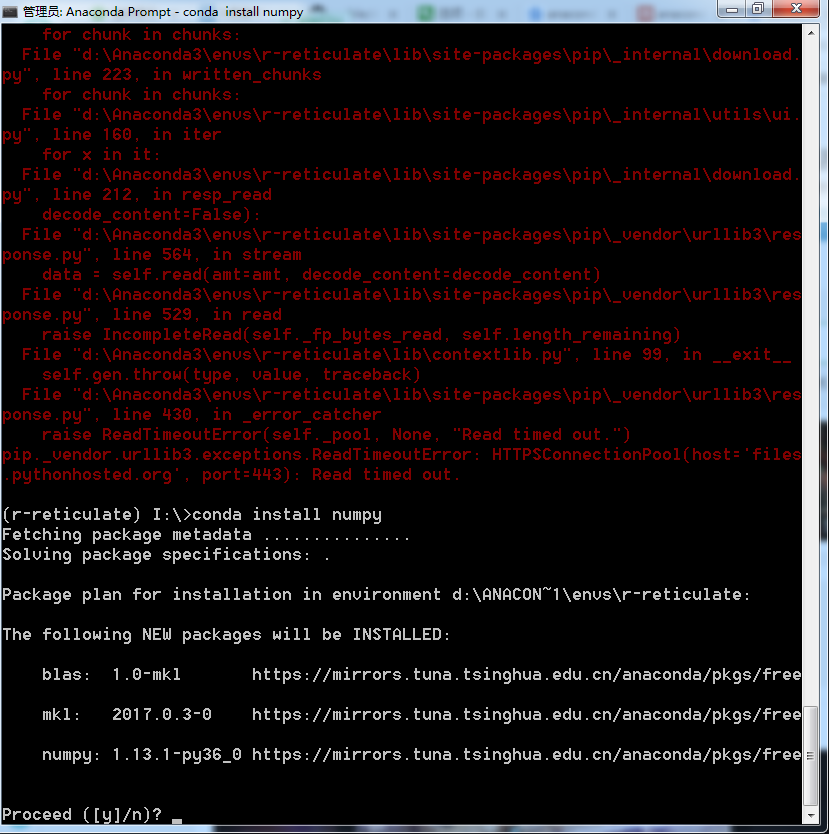 管理员: Anaconda Prompt - conda  install numpy
    for chunk in chunks:
  File "d:\Anaconda3\envs\r-reticulate\lib\site-packages\pip\_internal\download.
py", line 223, in written_chunks
    for chunk in chunks:
  File "d:\Anaconda3\envs\r-reticulate\lib\site-packages\pip\_internal\utils\ui.
py", line 160, in iter
    for x in it:
  File "d:\Anaconda3\envs\r-reticulate\lib\site-packages\pip\_internal\download.
py", line 212, in resp_read
    decode_content=False):
  File "d:\Anaconda3\envs\r-reticulate\lib\site-packages\pip\_vendor\urllib3\res
ponse.py", line 564, in stream
    data = self.read(amt=amt, decode_content=decode_content)
  File "d:\Anaconda3\envs\r-reticulate\lib\site-packages\pip\_vendor\urllib3\res
ponse.py", line 529, in read
    raise IncompleteRead(self._fp_bytes_read, self.length_remaining)
  File "d:\Anaconda3\envs\r-reticulate\lib\contextlib.py", line 99, in __exit__
    self.gen.throw(type, value, traceback)
  File "d:\Anaconda3\envs\r-reticulate\lib\site-packages\pip\_vendor\urllib3\res
ponse.py", line 430, in _error_catcher
    raise ReadTimeoutError(self._pool, None, "Read timed out.")
pip._vendor.urllib3.exceptions.ReadTimeoutError: HTTPSConnectionPool(host='files
.pythonhosted.org', port=443): Read timed out.
(r-reticulate) I:\>conda install numpy
Fetching package metadata ...............
Solving package specifications: .
Package plan for installation in environment d:\ANACON~1\envs\r-reticulate:
The following NEW packages will be INSTALLED:
    blas:  1.0-mkl       https://mirrors.tuna.tsinghua.edu.cn/anaconda/pkgs/free
    mkl:   2017.0.3-0    https://mirrors.tuna.tsinghua.edu.cn/anaconda/pkgs/free
    numpy: 1.13.1-py36_0 https://mirrors.tuna.tsinghua.edu.cn/anaconda/pkgs/free
Proceed ([y]/n)? _